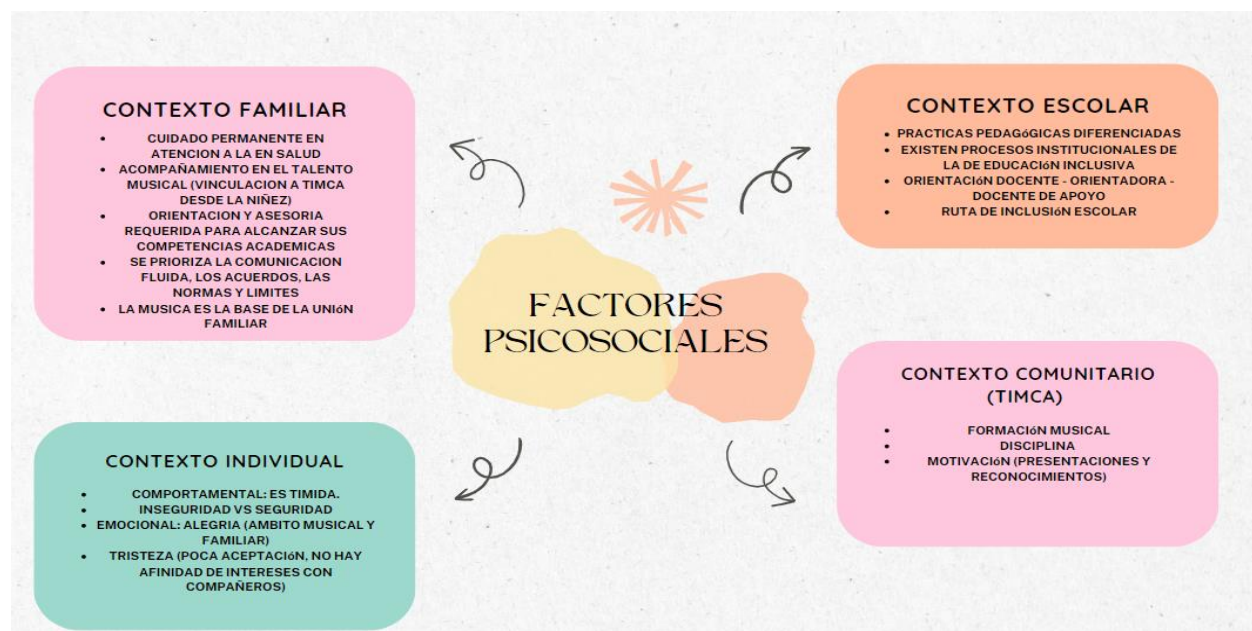 CONTEXTO FAMILIAR
• CUIDADO PERMANENTE EN
ATENCION A LA EN SALUD
• ACOMPAÑAMIENTO EN EL TALENTO
MUSICAL (VINCULACION A TIMCA
DESDE LA NIÑEZ)
• ORIENTACION Y ASESORIA
REQUERIDA PARA ALCANZAR SUS
COMPETENCIAS ACADEMICAS
• SE PRIORIZA LA COMUNICACION
FLUIDA, LOS ACUERDOS, LAS
NORMAS Y LIMITES
• LA MUSICA ES LA BASE DE LA UNIóN
FAMILIAR
CONTEXTO ESCOLAR
• PRACTICAS PEDAGóGICAS DIFERENCIADAS
• EXISTEN PROCESOS INSTITUCIONALES DE
LA DE EDUCACIóN INCLUSIVA
• ORIENTACIóN DOCENTE - ORIENTADORA -
DOCENTE DE APOYO
• RUTA DE INCLUSIóN ESCOLAR
FACTORES
PSICOSOCIALES
CONTEXTO INDIVIDUAL
• COMPORTAMENTAL: ES TIMIDA.
• INSEGURIDAD VS SEGURIDAD
• EMOCIONAL: ALEGRIA (AMBITO MUSICAL Y
FAMILIAR)
• TRISTEZA (POCA ACEPTACIóN, NO HAY
AFINIDAD DE INTERESES CON
COMPAÑEROS)
CONTEXTO COMUNITARIO
(TIMCA)
• FORMACIóN MUSICAL
• DISCIPLINA
• MOTIVACIóN (PRESENTACIONES Y
RECONOCIMIENTOS)